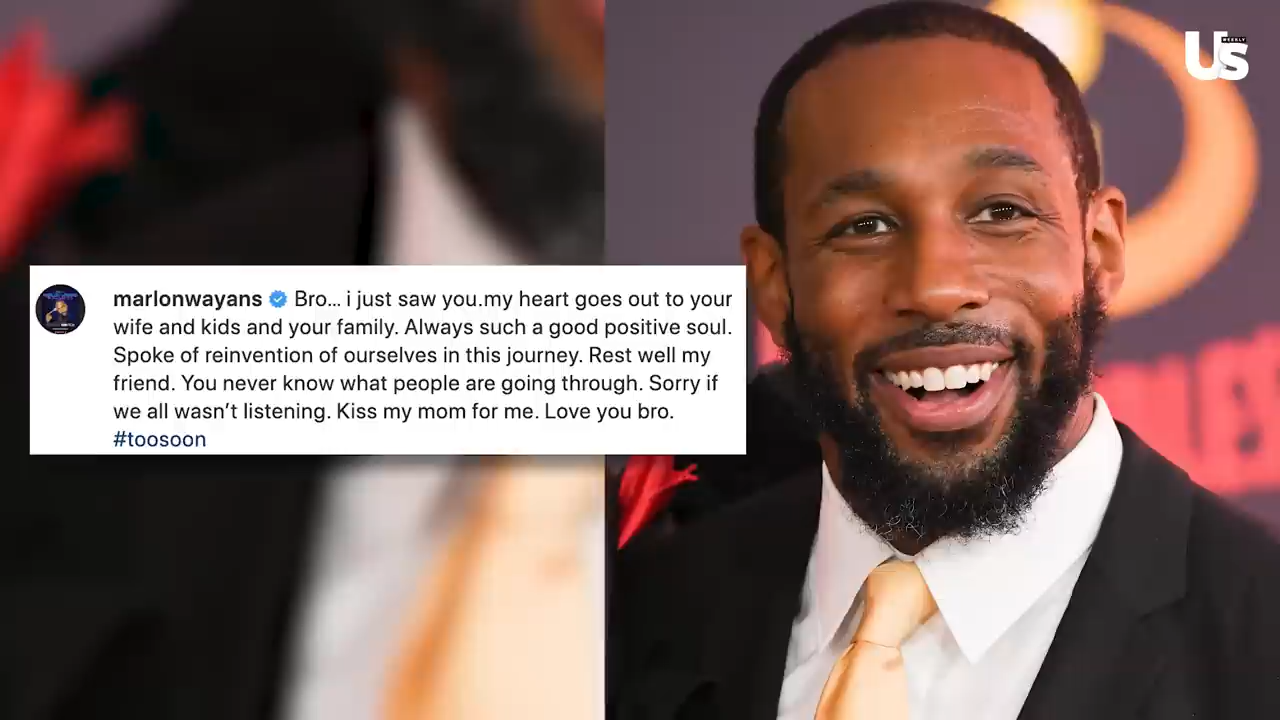 Us
WEEKLY
marlonwayans Bro... i just saw you.my heart goes out to your
wife and kids and your family. Always such a good positive soul.
Spoke of reinvention of ourselves in this journey. Rest well my
friend. You never know what people are going through. Sorry if
we all wasn’t listening. Kiss my mom for me. Love you bro.
#toosoon